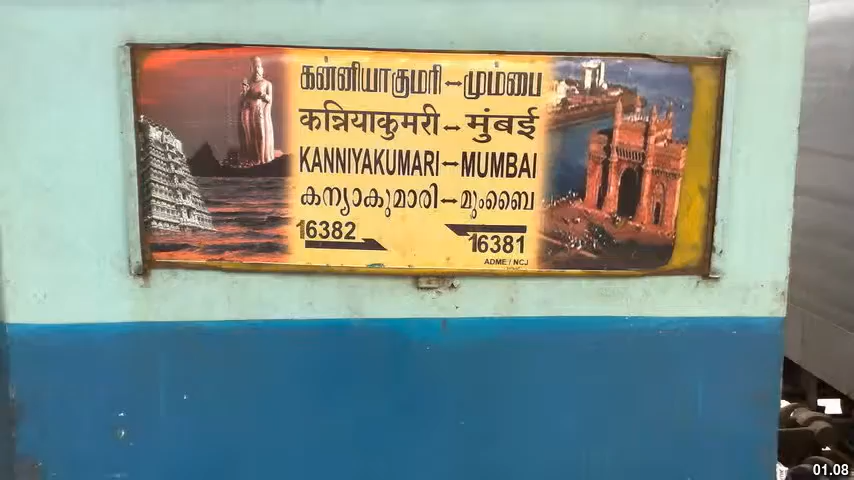 கன்னியாகுமரி ↔ மும்பை
कन्नियाकुमरी ↔ मुंबई
KANNIYAKUMARI ↔ MUMBAI
കന്യാകുമാരി ↔ മുംബൈ
16382
16381
ADME / NCJ
01.08